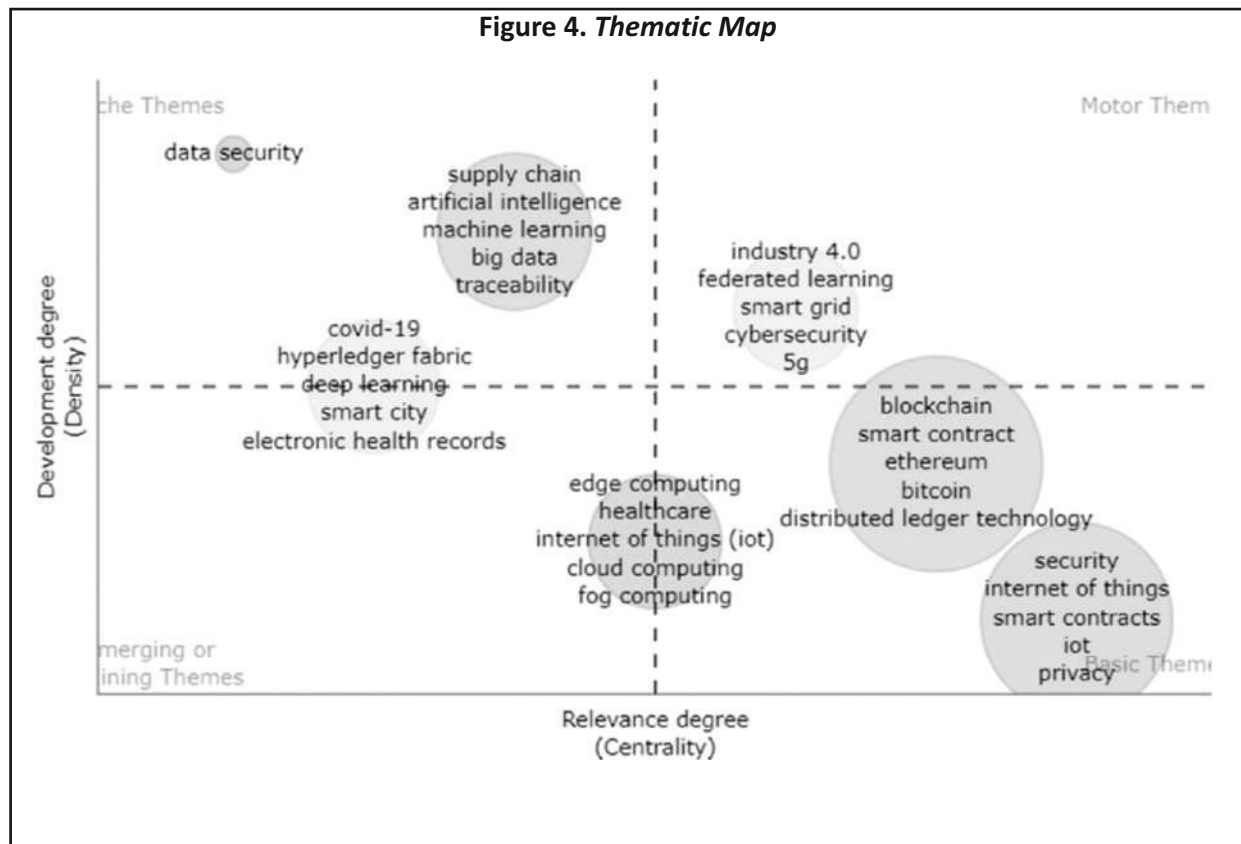 Figure 4. Thematic Map
che Themes
Motor Them
data security
supply chain
artificial intelligence
machine learning
big data
traceability
industry 4.0
federated learning
smart grid
cybersecurity
5g
covid-19
hyperledger fabric
deep learning
smart city
electronic health records
blockchain
smart contract
ethereum
bitcoin
distributed ledger technology
edge computing
healthcare
internet of things (iot)
cloud computing
fog computing
security
internet of things
smart contracts
iot
privacy
merging or
ining Themes
Basic Theme
Development degree
(Density)
Relevance degree
(Centrality)